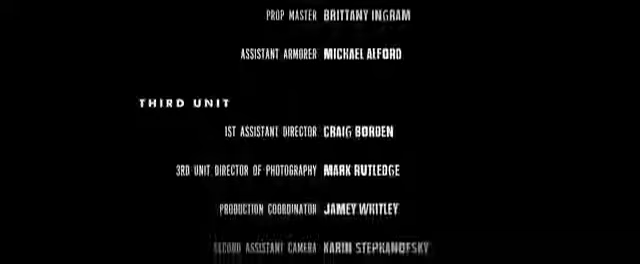 PROP MASTER BRITTANY INGRAM
ASSISTANT ARMORER MICHAEL ALFORD
THIRD UNIT
1ST ASSISTANT DIRECTOR CRAIG BORDEN
3RD UNIT DIRECTOR OF PHOTOGRAPHY MARK RUTLEDGE
PRODUCTION COORDINATOR JAMEY WHITLEY
SECOND ASSISTANT CAMERA KARIN STEPHANOFSKY